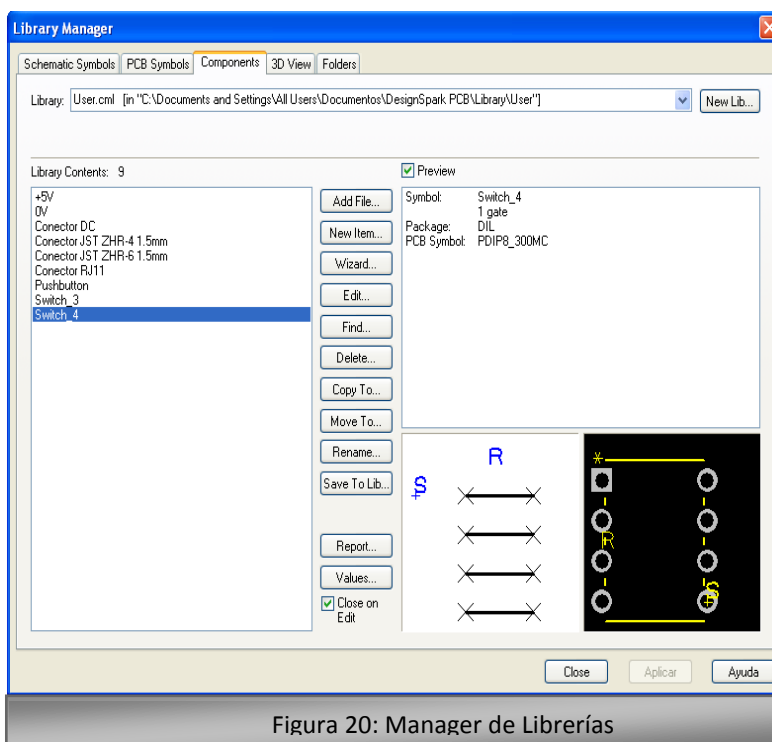 Library Manager
Schematic Symbols PCB Symbols Components 3D View Folders
Library: User.cml [in "C:\Documents and Settings\All Users\Documentos\DesignSpark PCB\Library\User"] New Lib...
Library Contents: 9
Preview
+5V
0V
Conector DC
Conector JST ZHR-4 1.5mm
Conector JST ZHR-6 1.5mm
Conector RJ11
Pushbutton
Switch_3
Switch_4
Add File...
New Item...
Wizard...
Edit...
Find...
Delete...
Copy To...
Move To...
Rename...
Save To Lib...
Report...
Values...
Close on
Edit
Symbol: Switch_4
1 gate
Package: DIL
PCB Symbol: PDIP8_300MC
R
S
*
R
S
Close Aplicar Ayuda
Figura 20: Manager de Librerías